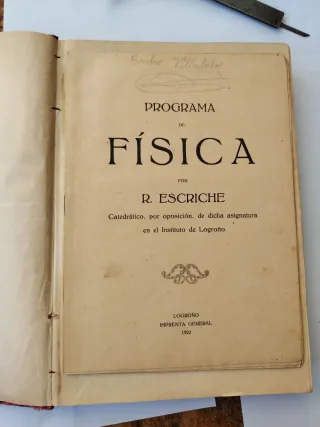 PROGRAMA
DE
FÍSICA
POR
R. ESCRICHE
Catedrático, por oposición, de dicha asignatura
en el Instituto de Logroño
LOGROÑO
IMPRENTA GENERAL
1922